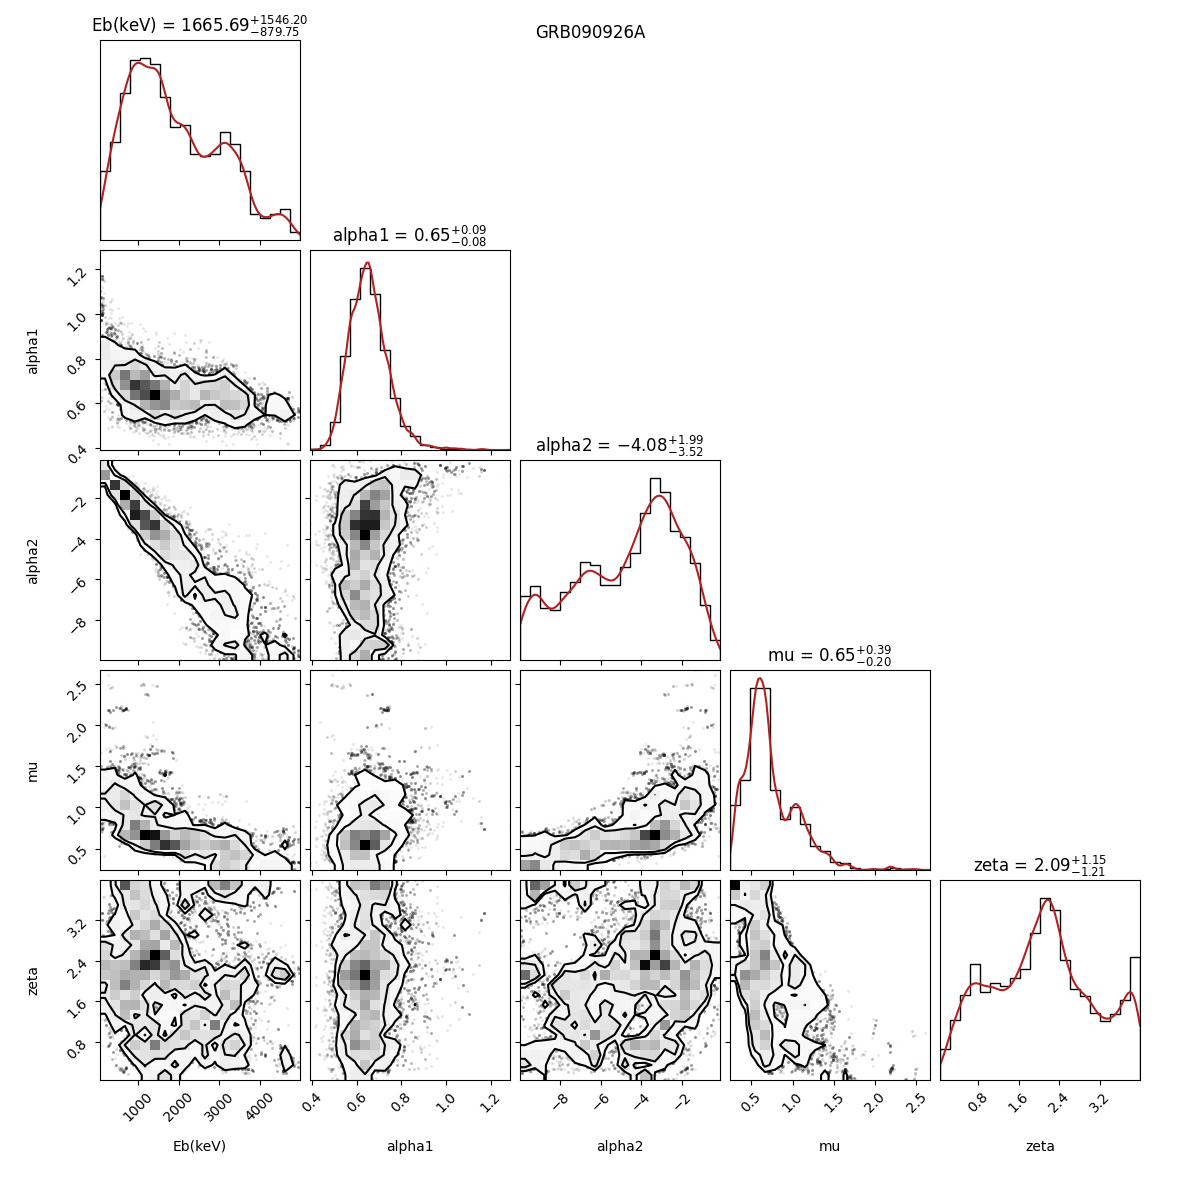 Eb(keV) = 1665.69+1546.20 −879.75
GRB090926A
alpha1 = 0.65+0.09 −0.08
1.2
1.0
0.8
0.6
0.4
alpha1
alpha2 = −4.08+1.99 −3.52
−2
−4
−6
−8
alpha2
mu = 0.65+0.39 −0.20
2.5
2.0
1.5
1.0
0.5
mu
zeta = 2.09+1.15 −1.21
3.2
2.4
1.6
0.8
zeta
1000 2000 3000 4000 0.4 0.6 0.8 1.0 1.2 −8 −6 −4 −2 0.5 1.0 1.5 2.0 2.5 0.8 1.6 2.4 3.2
Eb(keV) alpha1 alpha2 mu zeta